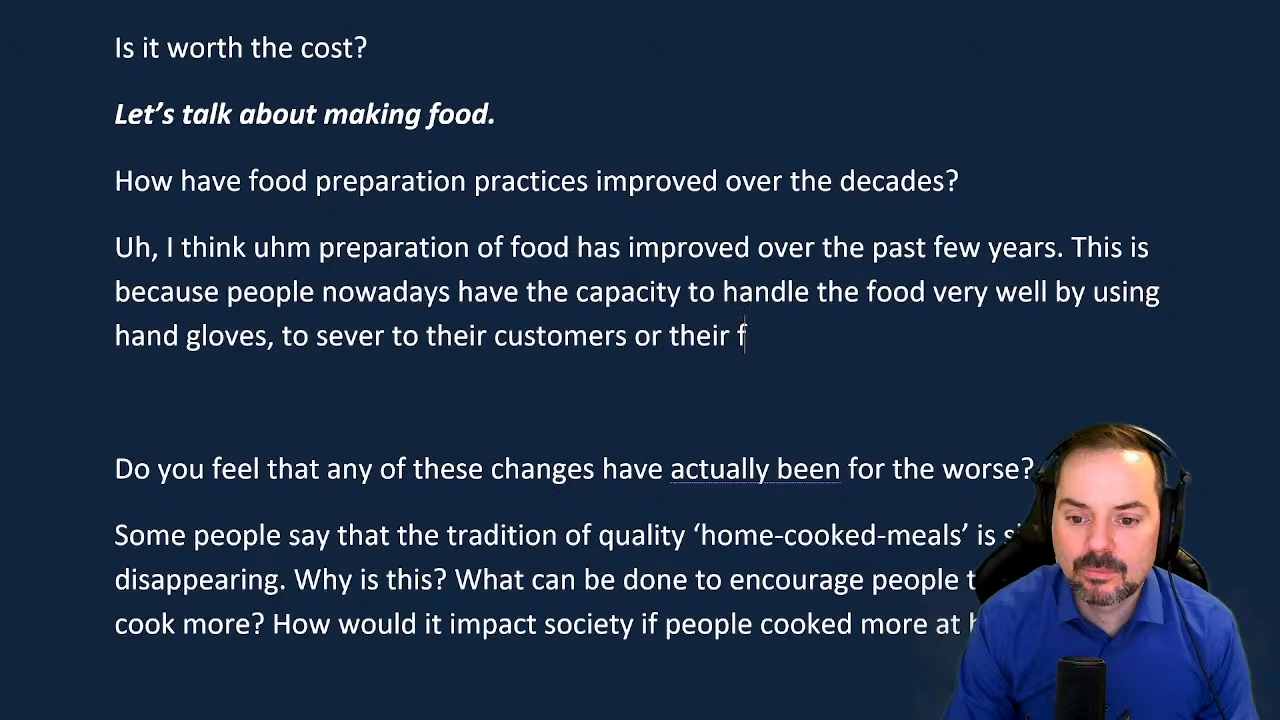 Is it worth the cost?
Let's talk about making food.
How have food preparation practices improved over the decades?
Uh, I think uhm preparation of food has improved over the past few years. This is
because people nowadays have the capacity to handle the food very well by using
hand gloves, to sever to their customers or their f
Do you feel that any of these changes have actually been for the worse?
Some people say that the tradition of quality ‘home-cooked-meals’ is
disappearing. Why is this? What can be done to encourage people
cook more? How would it impact society if people cooked more at